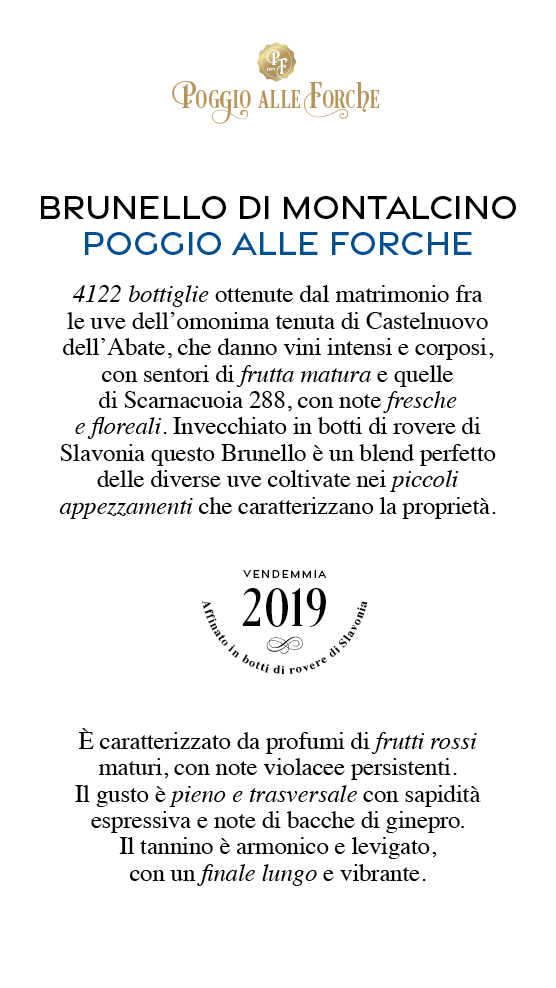 PF
POGGIO ALLE FORCHE
BRUNELLO DI MONTALCINO
POGGIO ALLE FORCHE
4122 bottiglie ottenute dal matrimonio fra
le uve dell’omonima tenuta di Castelnuovo
dell’Abate, che danno vini intensi e corposi,
con sentori di frutta matura e quelle
di Scarnacuoia 288, con note fresche
e floreali. Invecchiato in botti di rovere di
Slavonia questo Brunello è un blend perfetto
delle diverse uve coltivate nei piccoli
appezzamenti che caratterizzano la proprietà.
VENDEMMIA
2019
Affinato in botti di rovere di Slavonia
È caratterizzato da profumi di frutti rossi
maturi, con note violacee persistenti.
Il gusto è pieno e trasversale con sapidità
espressiva e note di bacche di ginepro.
Il tannino è armonico e levigato,
con un finale lungo e vibrante.